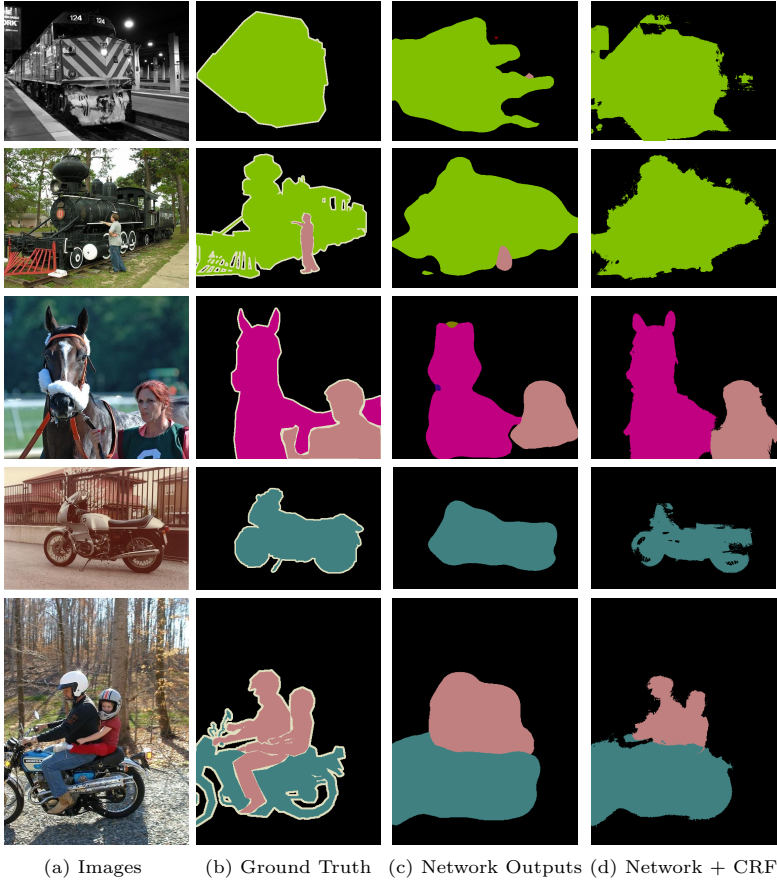 124
124
(a) Images
(b) Ground Truth
(c) Network Outputs
(d) Network + CRF